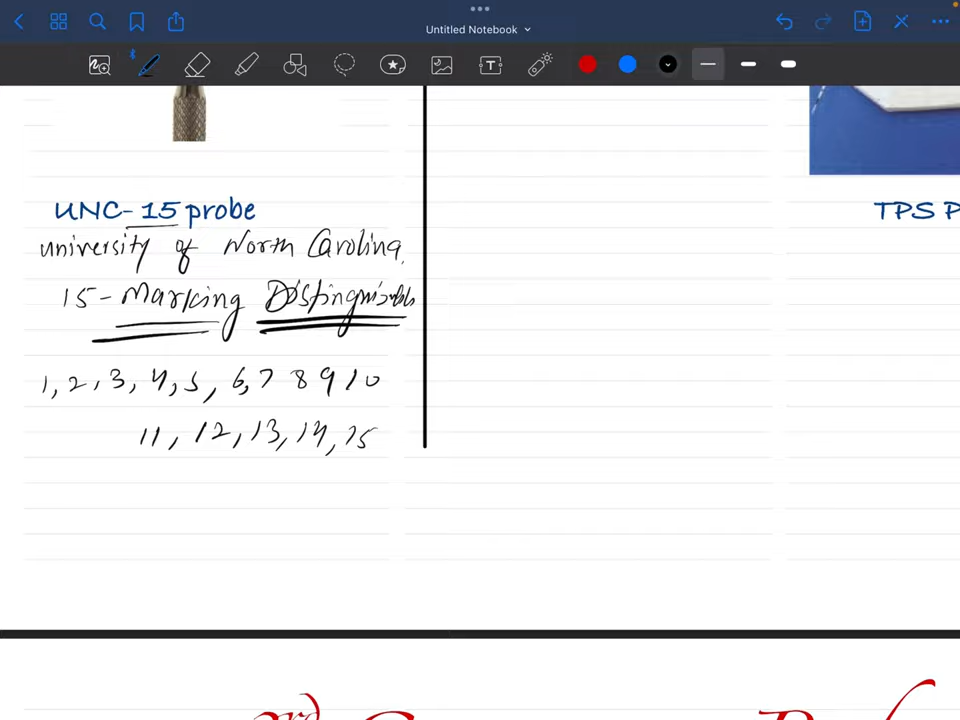 Untitled Notebook
UNC-15 probe
university of North Carolina,
15-Marking Distinguishable
1, 2, 3, 4, 5, 6, 7 8 9 10
11, 12, 13, 14, 15
TPS P